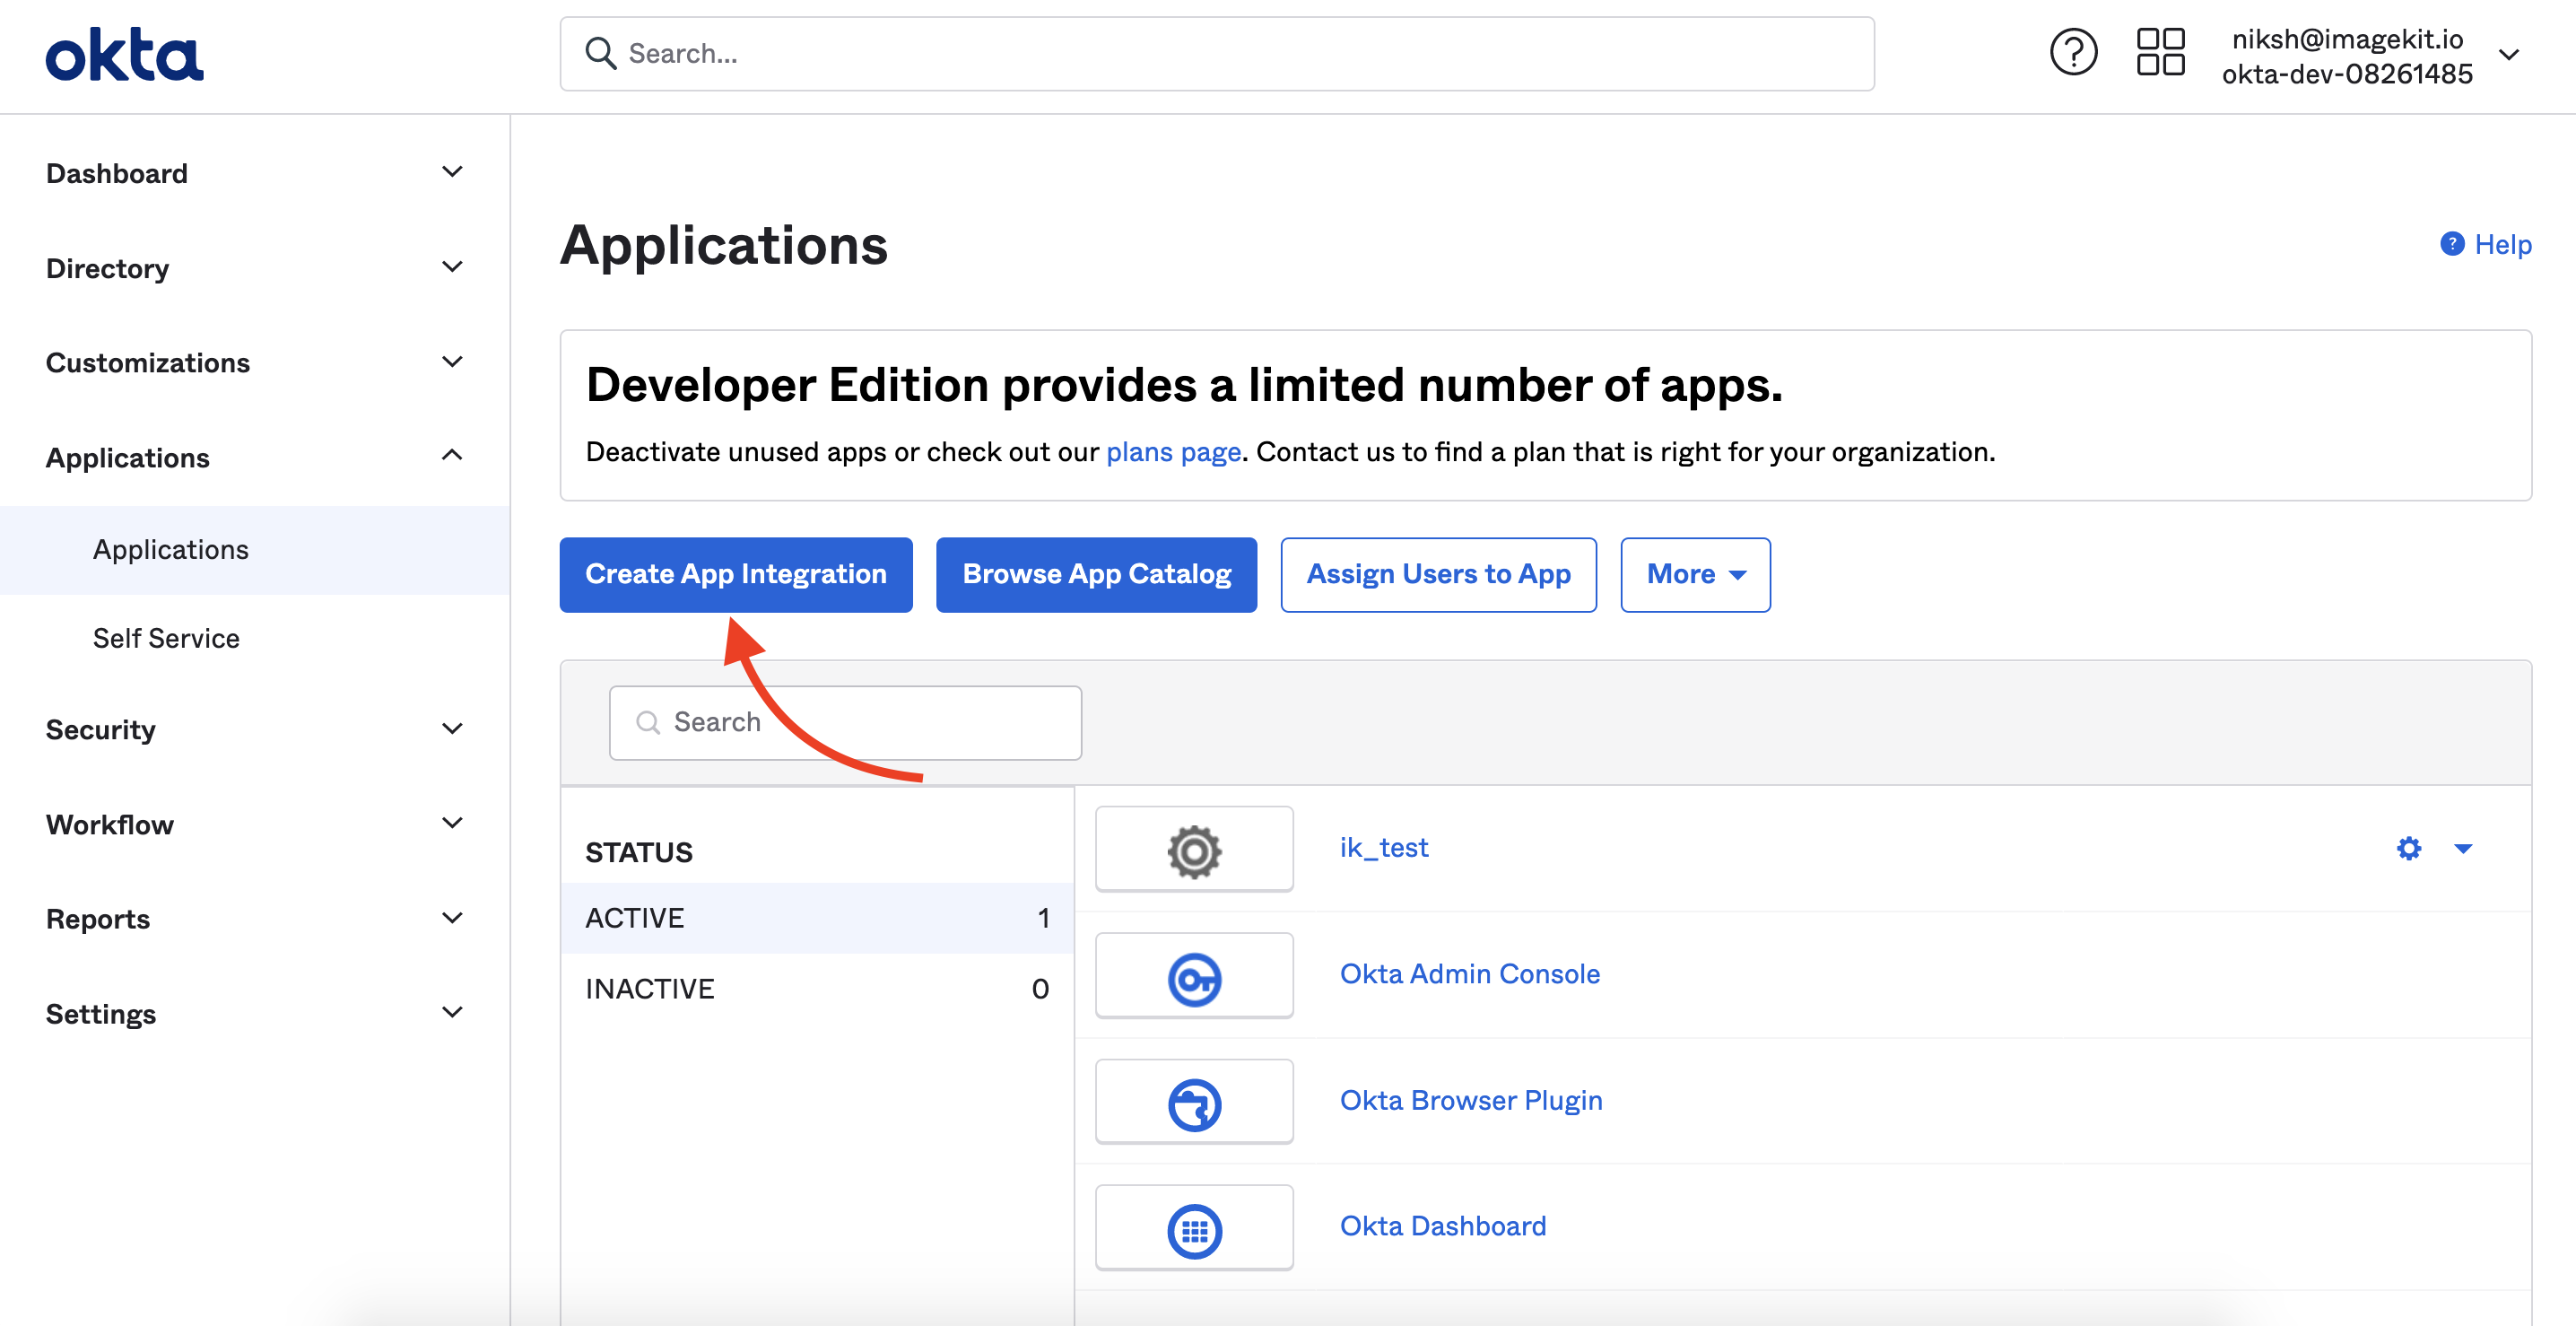 okta
Search...
niksh@imagekit.io
okta-dev-08261485
Dashboard
Directory
Customizations
Applications
Applications
Self Service
Security
Workflow
Reports
Settings
Applications
? Help
Developer Edition provides a limited number of apps.
Deactivate unused apps or check out our plans page. Contact us to find a plan that is right for your organization.
Create App Integration
Browse App Catalog
Assign Users to App
More
Search
STATUS
ACTIVE 1
INACTIVE 0
ik_test
Okta Admin Console
Okta Browser Plugin
Okta Dashboard